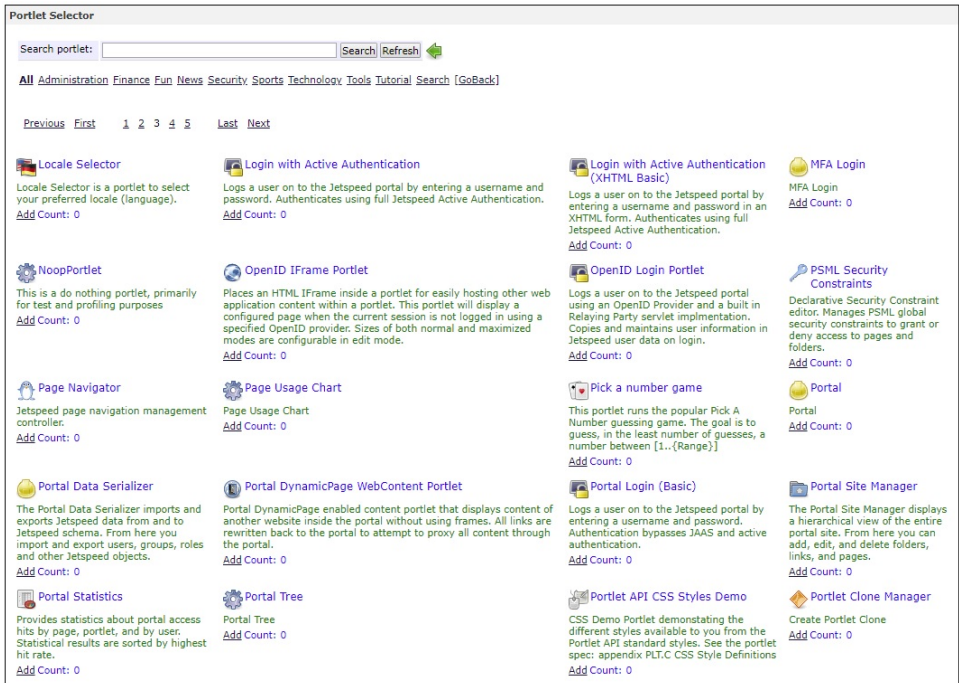 Portlet Selector
Search portlet: Search Refresh
All Administration Finance Fun News Security Sports Technology Tools Tutorial Search [GoBack]
Previous First 1 2 3 4 5 Last Next
Locale Selector
Locale Selector is a portlet to select
your preferred locale (language).
Add Count: 0
Login with Active Authentication
Logs a user on to the Jetspeed portal by entering a username and
password. Authenticates using full Jetspeed Active Authentication.
Add Count: 0
Login with Active Authentication
(XHTML Basic)
Logs a user on to the Jetspeed portal by
entering a username and password in an
XHTML form. Authenticates using full
Jetspeed Active Authentication.
Add Count: 0
MFA Login
MFA Login
Add Count: 0
NoopPortlet
This is a do nothing portlet, primarily
for test and profiling purposes
Add Count: 0
OpenID IFrame Portlet
Places an HTML IFrame inside a portlet for easily hosting other web
application content within a portlet. This portlet will display a
configured page when the current session is not logged in using a
specified OpenID provider. Sizes of both normal and maximized
modes are configurable in edit mode.
Add Count: 0
OpenID Login Portlet
Logs a user on to the Jetspeed portal
using an OpenID Provider and a built in
Relaying Party servlet implmentation.
Copies and maintains user information in
Jetspeed user data on login.
Add Count: 0
PSML Security
Constraints
Declarative Security Constraint
editor. Manages PSML global
security constraints to grant or
deny access to pages and
folders.
Add Count: 0
Page Navigator
Jetspeed page navigation management
controller.
Add Count: 0
Page Usage Chart
Page Usage Chart
Add Count: 0
Pick a number game
This portlet runs the popular Pick A
Number guessing game. The goal is to
guess, in the least number of guesses, a
number between [1..{Range}]
Add Count: 0
Portal
Portal
Add Count: 0
Portal Data Serializer
The Portal Data Serializer imports and
exports Jetspeed data from and to
Jetspeed schema. From here you
import and export users, groups, roles
and other Jetspeed objects.
Add Count: 0
Portal DynamicPage WebContent Portlet
Portal DynamicPage enabled content portlet that displays content of
another website inside the portal without using frames. All links are
rewritten back to the portal to attempt to proxy all content through
the portal.
Add Count: 0
Portal Login (Basic)
Logs a user on to the Jetspeed portal by
entering a username and password.
Authentication bypasses JAAS and active
authentication.
Add Count: 0
Portal Site Manager
The Portal Site Manager displays
a hierarchical view of the entire
portal site. From here you can
add, edit, and delete folders,
links, and pages.
Add Count: 0
Portal Statistics
Provides statistics about portal access
hits by page, portlet, and by user.
Statistical results are sorted by highest
hit rate.
Add Count: 0
Portal Tree
Portal Tree
Add Count: 0
Portlet API CSS Styles Demo
CSS Demo Portlet demonstating the
different styles available to you from the
Portlet API standard styles. See the portlet
spec: appendix PLT.C CSS Style Definitions
Add Count: 0
Portlet Clone Manager
Create Portlet Clone
Add Count: 0